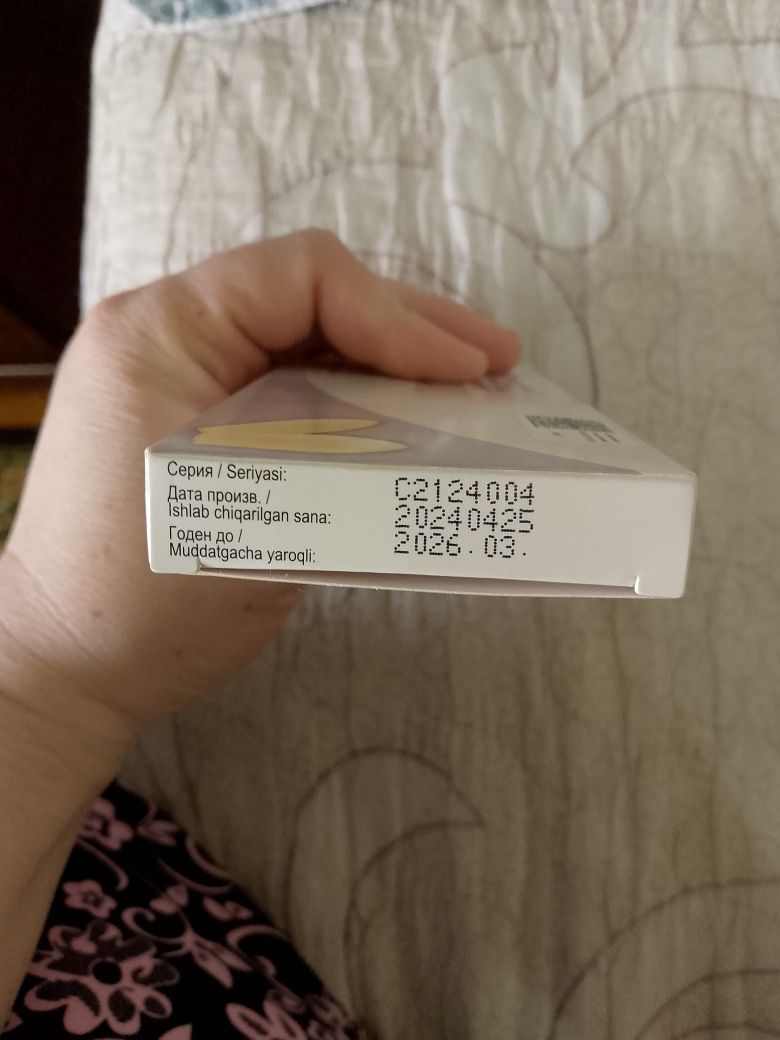 Серия / Seriyasi: C2124004
Дата произв. /
Ishlab chiqarilgan sana: 20240425
Годен до /
Muddatgacha yaroqli: 2026.03.